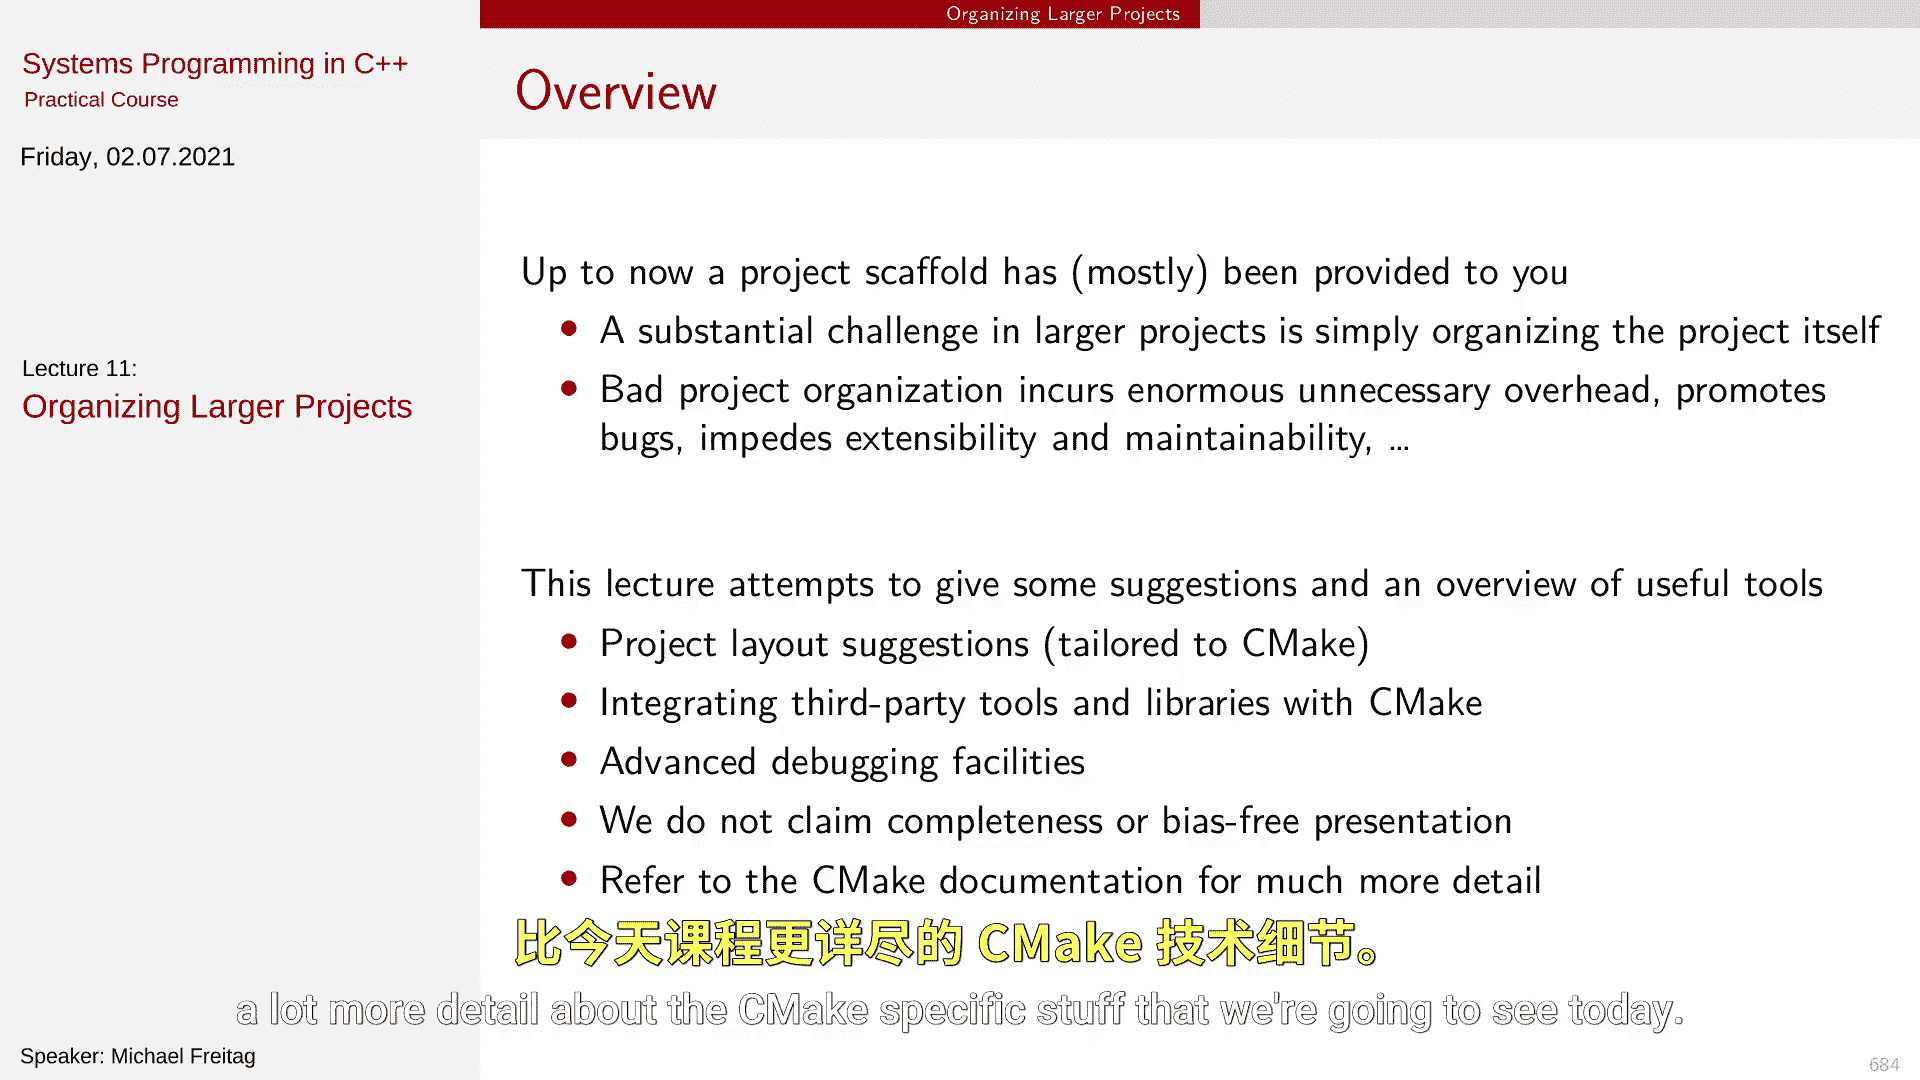 Organizing Larger Projects
Systems Programming in C++
Practical Course
Friday, 02.07.2021
Lecture 11:
Organizing Larger Projects
Overview
Up to now a project scaffold has (mostly) been provided to you
• A substantial challenge in larger projects is simply organizing the project itself
• Bad project organization incurs enormous unnecessary overhead, promotes
bugs, impedes extensibility and maintainability, ...
This lecture attempts to give some suggestions and an overview of useful tools
• Project layout suggestions (tailored to CMake)
• Integrating third-party tools and libraries with CMake
• Advanced debugging facilities
• We do not claim completeness or bias-free presentation
• Refer to the CMake documentation for much more detail
比今天课程更详尽的 CMake 技术细节。
a lot more detail about the CMake specific stuff that we're going to see today.
Speaker: Michael Freitag
684